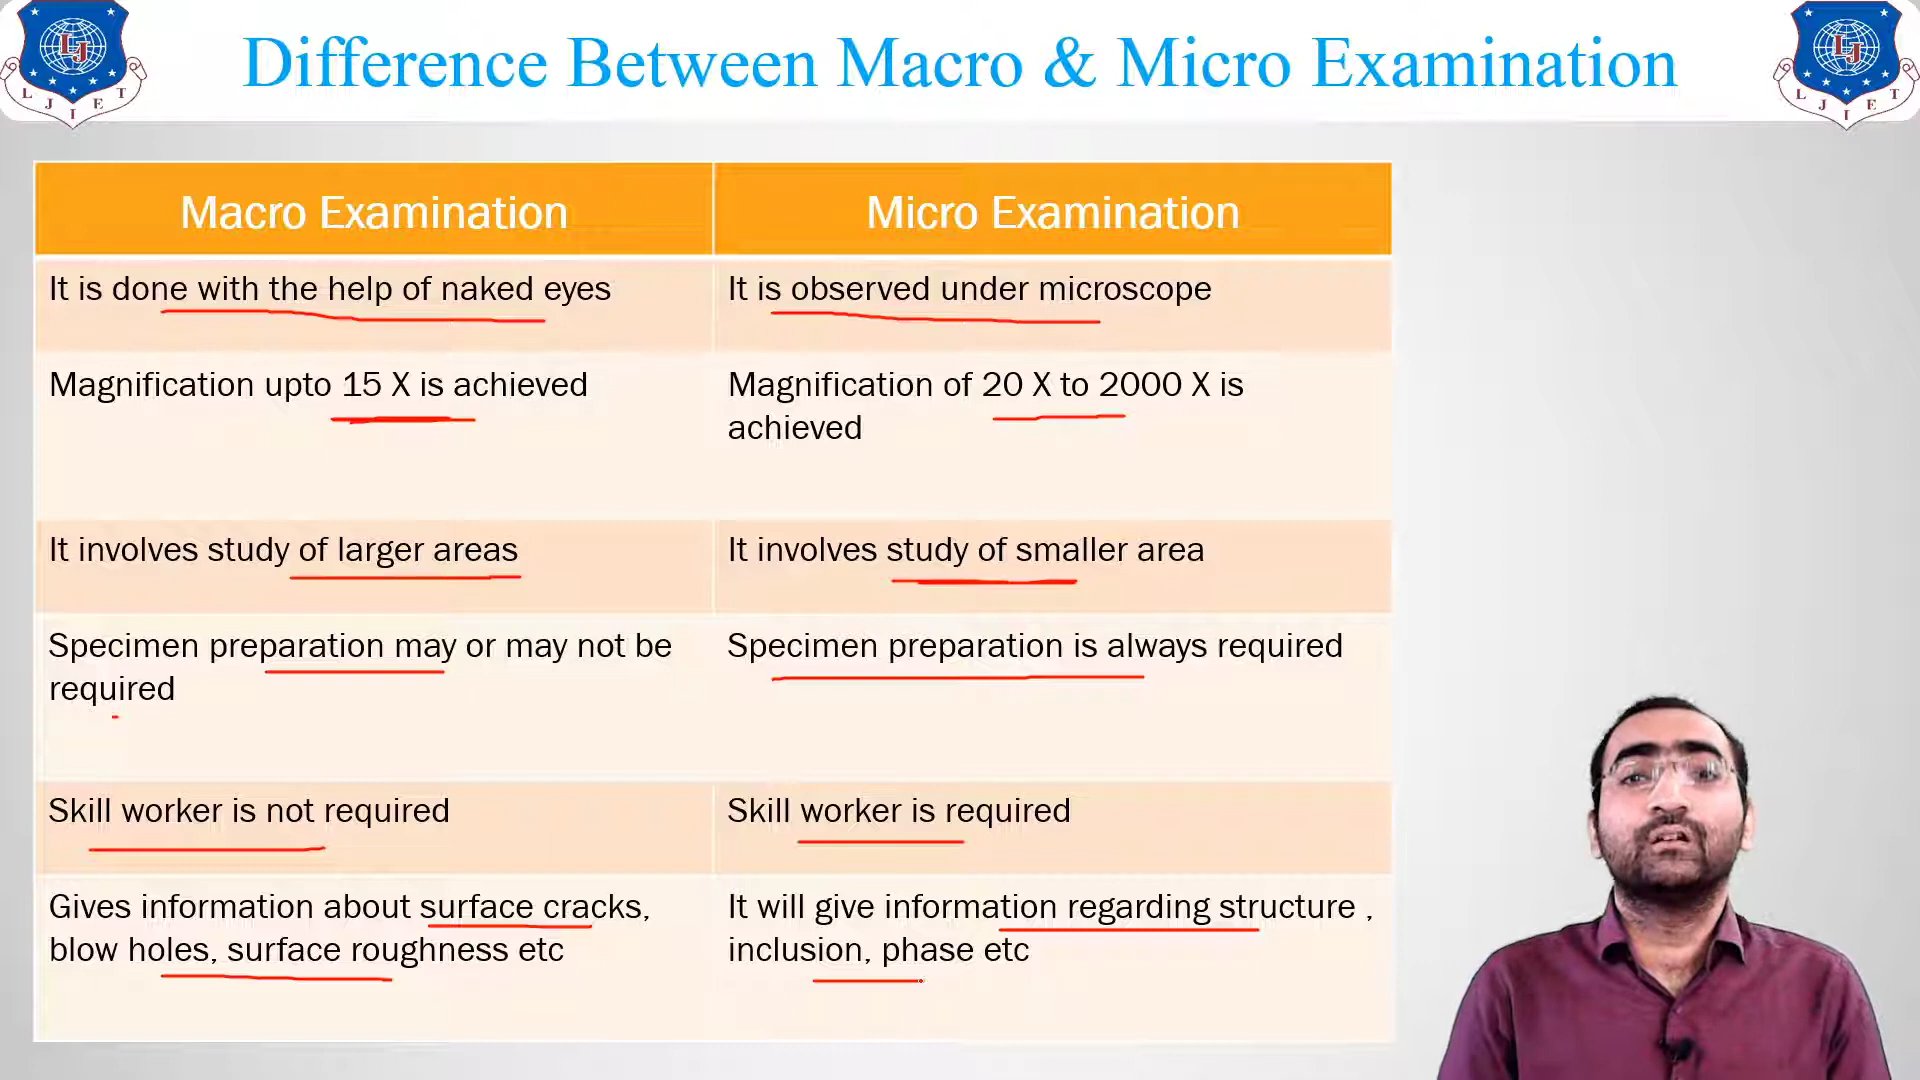 Difference Between Macro & Micro Examination
LJ
L J I E T
LJ
L J I E T
Macro Examination
Micro Examination
It is done with the help of naked eyes
It is observed under microscope
Magnification upto 15 X is achieved
Magnification of 20 X to 2000 X is
achieved
It involves study of larger areas
It involves study of smaller area
Specimen preparation may or may not be
required
Specimen preparation is always required
Skill worker is not required
Skill worker is required
Gives information about surface cracks,
blow holes, surface roughness etc
It will give information regarding structure ,
inclusion, phase etc